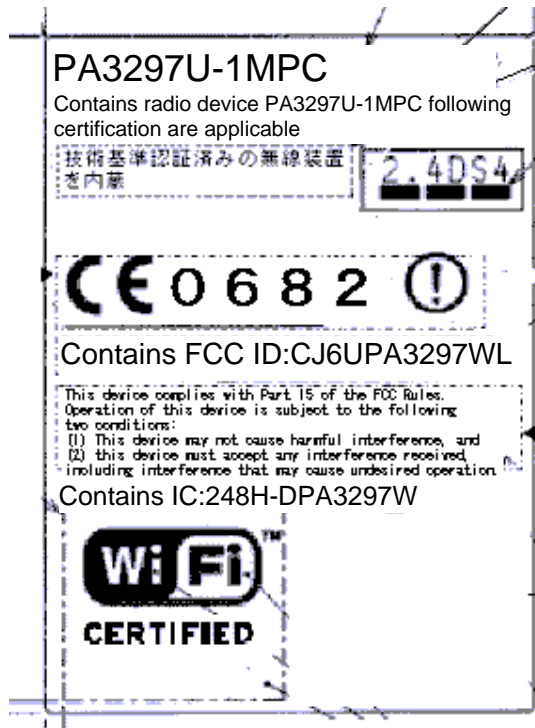 PA3297U-1MPC
Contains radio device PA3297U-1MPC following
certification are applicable
技術基準認証済みの無線装置
を内蔵
2.4DS4
CE0682
Contains FCC ID:CJ6UPA3297WL
This device complies with Part 15 of the FCC Rules.
Operation of this device is subject to the following
two conditions:
(1) This device may not cause harmful interference, and
(2) this device must accept any interference received,
including interference that may cause undesired operation.
Contains IC:248H-DPA3297W
Wi Fi™
CERTIFIED